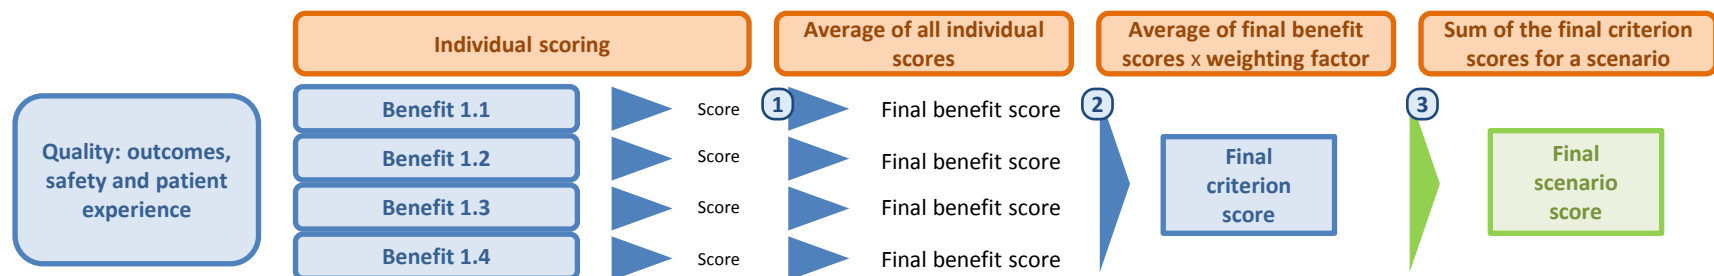 Individual scoring
Average of all individual
scores
Average of final benefit
scores x weighting factor
Sum of the final criterion
scores for a scenario
Quality: outcomes,
safety and patient
experience
Benefit 1.1
Score
1
Final benefit score
Benefit 1.2
Score
Final benefit score
Benefit 1.3
Score
Final benefit score
Benefit 1.4
Score
Final benefit score
2
Final
criterion
score
3
Final
scenario
score